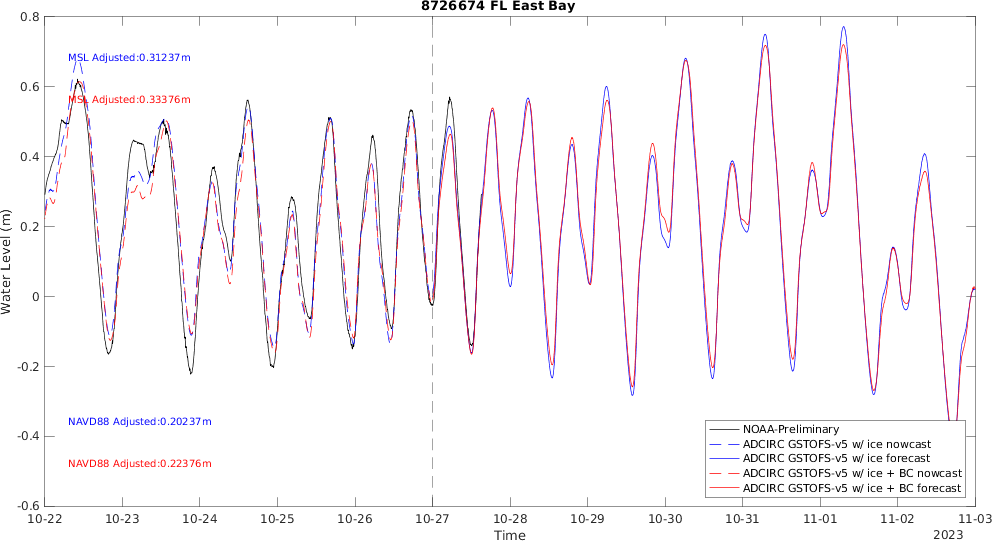 8726674 FL East Bay
0.8
0.6
0.4
0.2
0
-0.2
-0.4
-0.6
Water Level (m)
MSL Adjusted:0.31237m
MSL Adjusted:0.33376m
NAVD88 Adjusted:0.20237m
NAVD88 Adjusted:0.22376m
NOAA-Preliminary
ADCIRC GSTOFS-v5 w/ ice nowcast
ADCIRC GSTOFS-v5 w/ ice forecast
ADCIRC GSTOFS-v5 w/ ice + BC nowcast
ADCIRC GSTOFS-v5 w/ ice + BC forecast
10-22 10-23 10-24 10-25 10-26 10-27 10-28 10-29 10-30 10-31 11-01 11-02 11-03
Time
2023